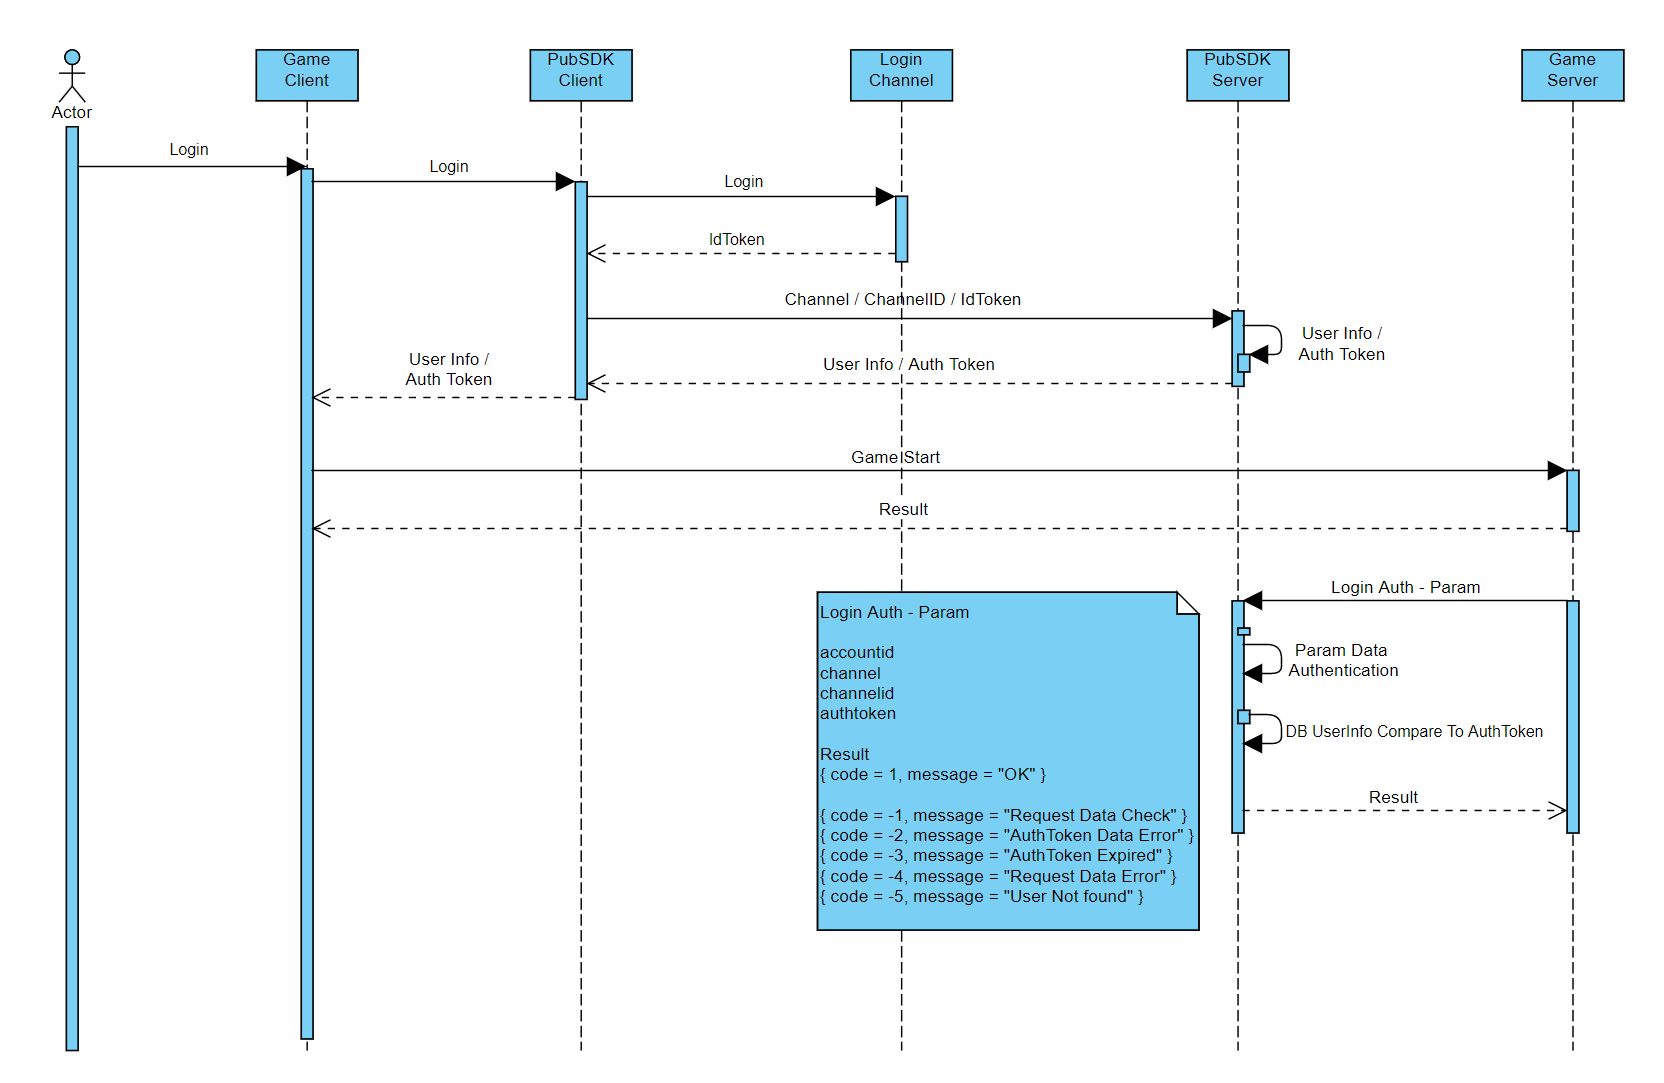 Game
Client
PubSDK
Client
Login
Channel
PubSDK
Server
Game
Server
Actor
Login
Login
Login
IdToken
Channel / ChannelID / IdToken
User Info /
Auth Token
User Info / Auth Token
User Info /
Auth Token
Game Start
Result
Login Auth - Param
Login Auth - Param
accountid
channel
channelid
authtoken
Result
{ code = 1, message = "OK" }
{ code = -1, message = "Request Data Check" }
{ code = -2, message = "AuthToken Data Error" }
{ code = -3, message = "AuthToken Expired" }
{ code = -4, message = "Request Data Error" }
{ code = -5, message = "User Not found" }
Param Data
Authentication
DB UserInfo Compare To AuthToken
Result